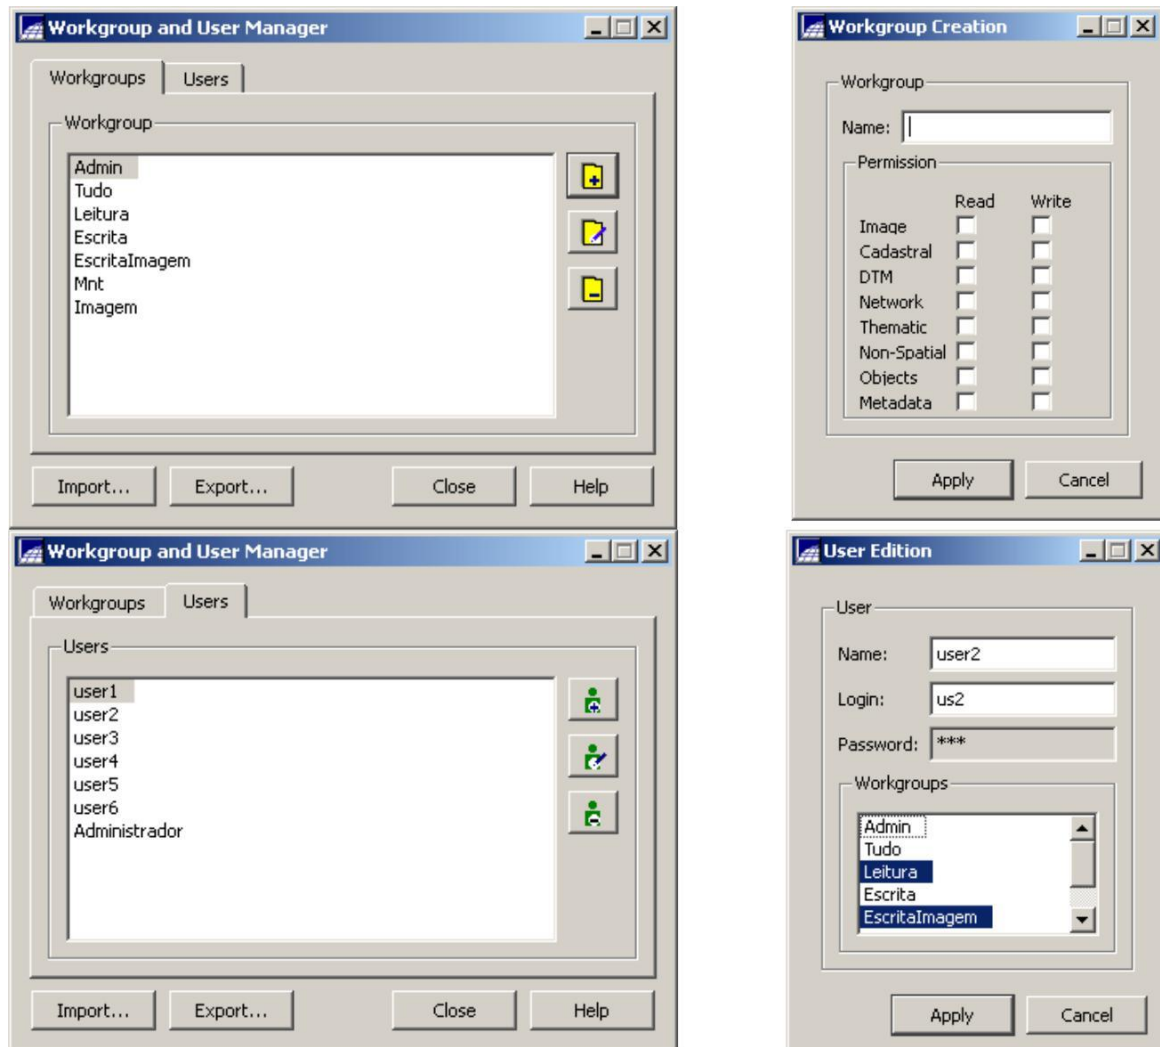 Workgroup and User Manager
Workgroups Users
Workgroup
Admin
Tudo
Leitura
Escrita
EscritaImagem
Mnt
Imagem
Import... Export... Close Help
Workgroup Creation
Workgroup
Name:
Permission
Read Write
Image
Cadastral
DTM
Network
Thematic
Non-Spatial
Objects
Metadata
Apply Cancel
Workgroup and User Manager
Workgroups Users
Users
user1
user2
user3
user4
user5
user6
Administrador
Import... Export... Close Help
User Edition
User
Name: user2
Login: us2
Password: ***
Workgroups
Admin
Tudo
Leitura
Escrita
EscritaImagem
Apply Cancel